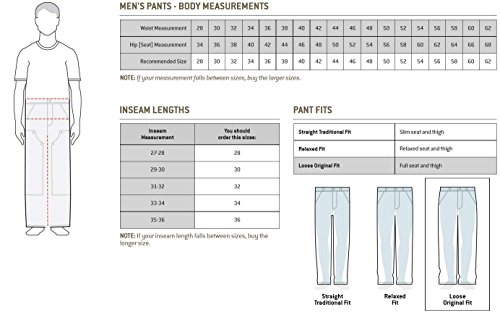 MEN'S PANTS - BODY MEASUREMENTS
Waist Measurement 28 30 32 34 36 38 40 42 44 46 48 50 52 54 56 58 60 62
Hip [Seat] Measurement 34 36 38 40 42 44 46 48 50 52 54 56 58 60 62 64 66 68
Recommended Size 28 30 32 34 36 38 40 42 44 46 48 50 52 54 56 58 60 62
NOTE: If your measurement falls between sizes, buy the larger sizes.
INSEAM LENGTHS
Inseam Measurement You should order this sizes:
27-28 28
29-30 30
31-32 32
33-34 34
35-36 36
NOTE: If your inseam length falls between sizes, buy the
longer size.
PANT FITS
Straight Traditional Fit Slim seat and thigh
Relaxed Fit Relaxed seat and thigh
Loose Original Fit Full seat and thigh
Straight
Traditional Fit
Relaxed
Fit
Loose
Original Fit